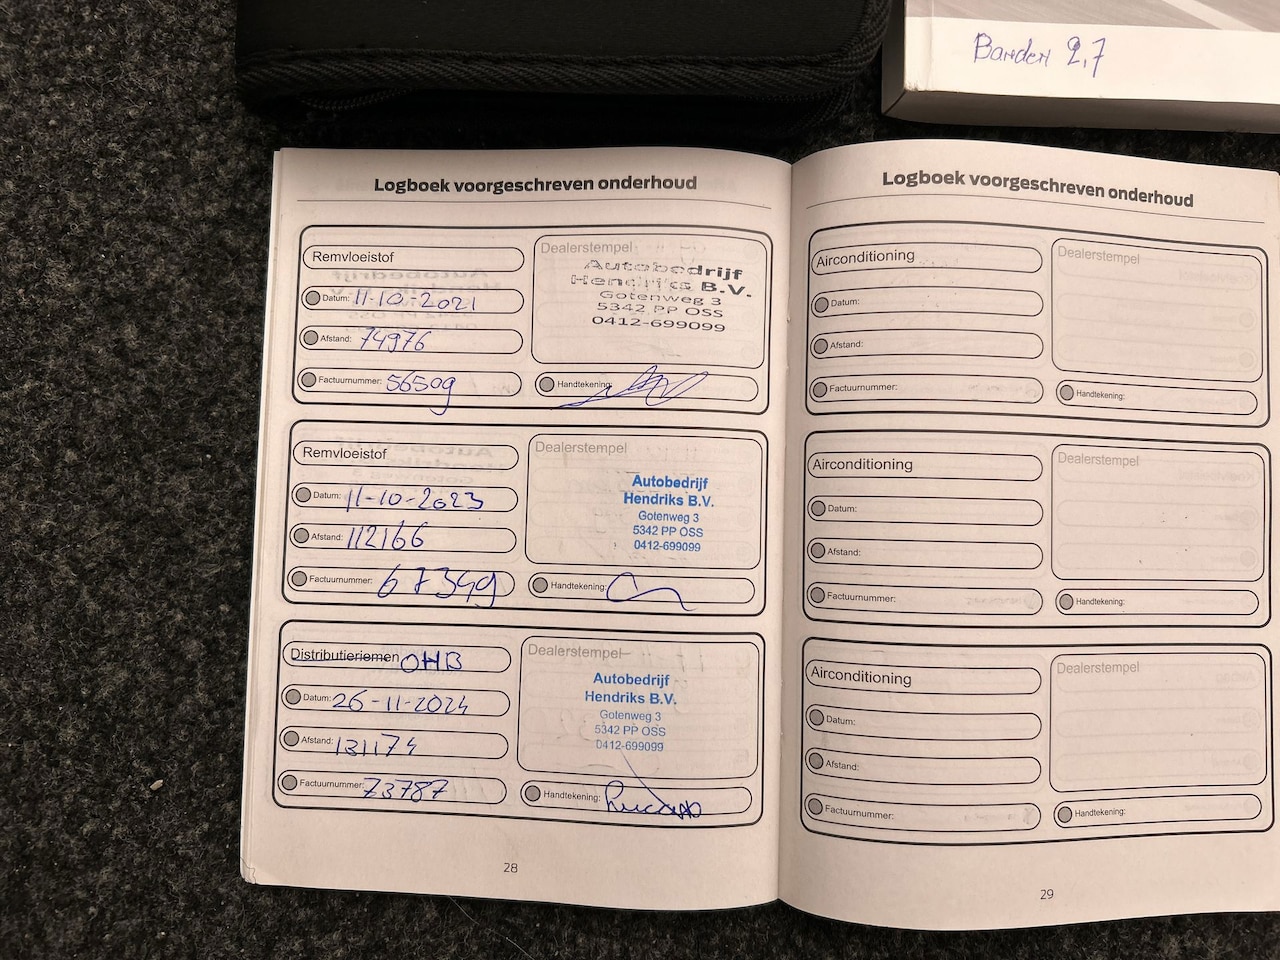 Banden 2,7
Logboek voorgeschreven onderhoud
Remvloeistof
Datum: 11-10-2021
Afstand: 74976
Factuurnummer: 56509
Dealerstempel
Autobedrijf
Hendriks B.V.
Gotenweg 3
5342 PP OSS
0412-699099
Handtekening:
Remvloeistof
Datum: 11-10-2023
Afstand: 112166
Factuurnummer: 67349
Dealerstempel
Autobedrijf
Hendriks B.V.
Gotenweg 3
5342 PP OSS
0412-699099
Handtekening:
Distributieriemen OHB
Datum: 26-11-2024
Afstand: 131174
Factuurnummer: 73787
Dealerstempel
Autobedrijf
Hendriks B.V.
Gotenweg 3
5342 PP OSS
0412-699099
Handtekening:
28
Logboek voorgeschreven onderhoud
Airconditioning
Datum:
Afstand:
Factuurnummer:
Dealerstempel
Handtekening:
Airconditioning
Datum:
Afstand:
Factuurnummer:
Dealerstempel
Handtekening:
Airconditioning
Datum:
Afstand:
Factuurnummer:
Dealerstempel
Handtekening:
29